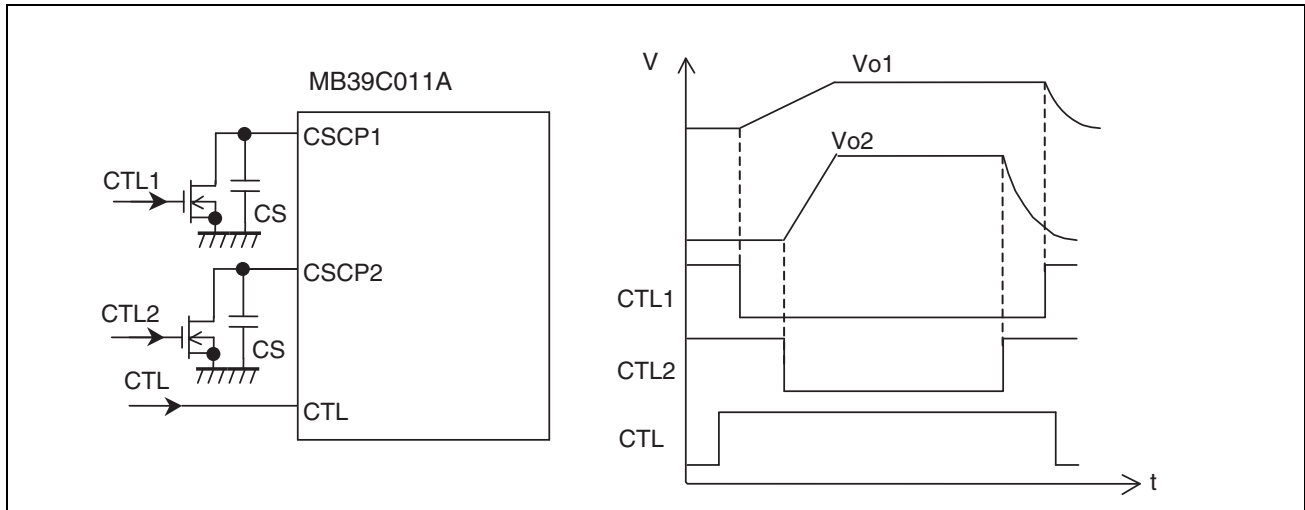 MB39C011A
CSCP1
CTL1
CS
CSCP2
CTL2
CS
CTL
CTL
V
Vo1
Vo2
CTL1
CTL2
CTL
t